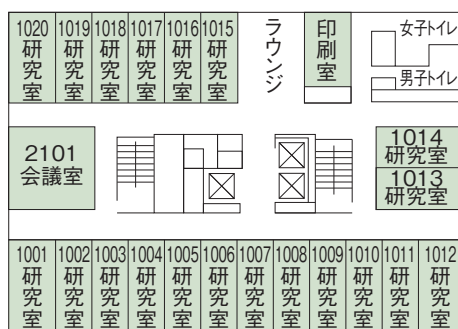 1020 研究室
1019 研究室
1018 研究室
1017 研究室
1016 研究室
1015 研究室
ラウンジ
印刷室
女子トイレ
男子トイレ
2101
会議室
1014
研究室
1013
研究室
1001 研究室
1002 研究室
1003 研究室
1004 研究室
1005 研究室
1006 研究室
1007 研究室
1008 研究室
1009 研究室
1010 研究室
1011 研究室
1012 研究室